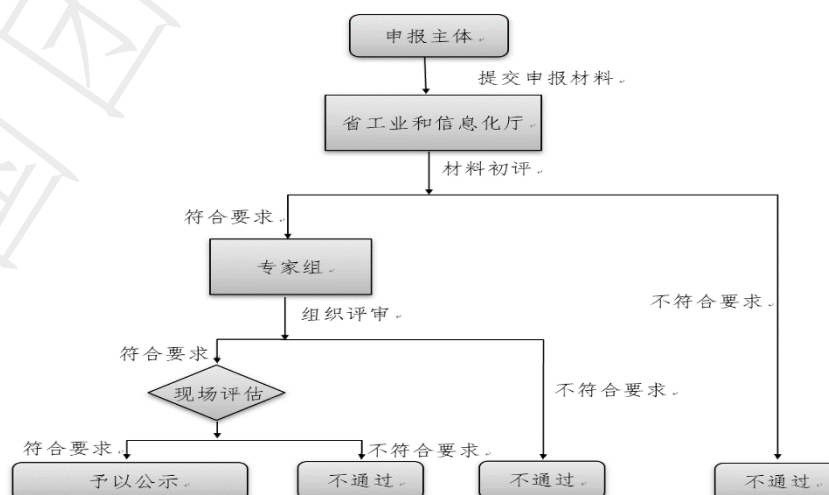 申报主体
提交申报材料
省工业和信息化厅
材料初评
符合要求
专家组
不符合要求
组织评审
符合要求
现场评估
不符合要求
符合要求
不符合要求
予以公示
不通过
不通过
不通过